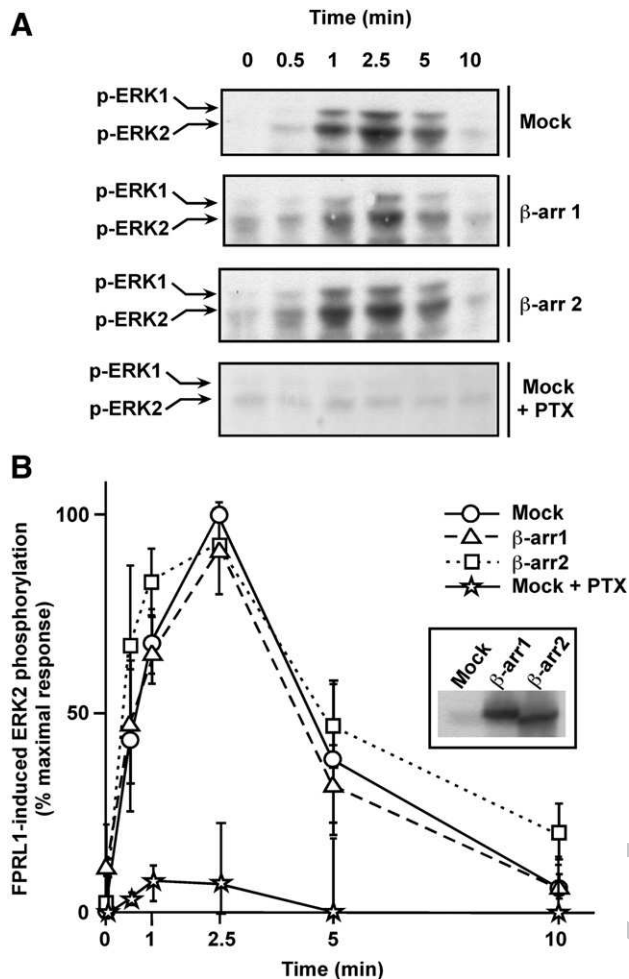 A
Time (min)
0 0.5 1 2.5 5 10
p-ERK1
p-ERK2
Mock
p-ERK1
p-ERK2
β-arr 1
p-ERK1
p-ERK2
β-arr 2
p-ERK1
p-ERK2
Mock
+ PTX
B
FPRL1-induced ERK2 phosphorylation
(% maximal response)
100
50
0
Mock
β-arr1
β-arr2
Mock + PTX
Mock
β-arr1
β-arr2
0 1 2.5 5 10
Time (min)